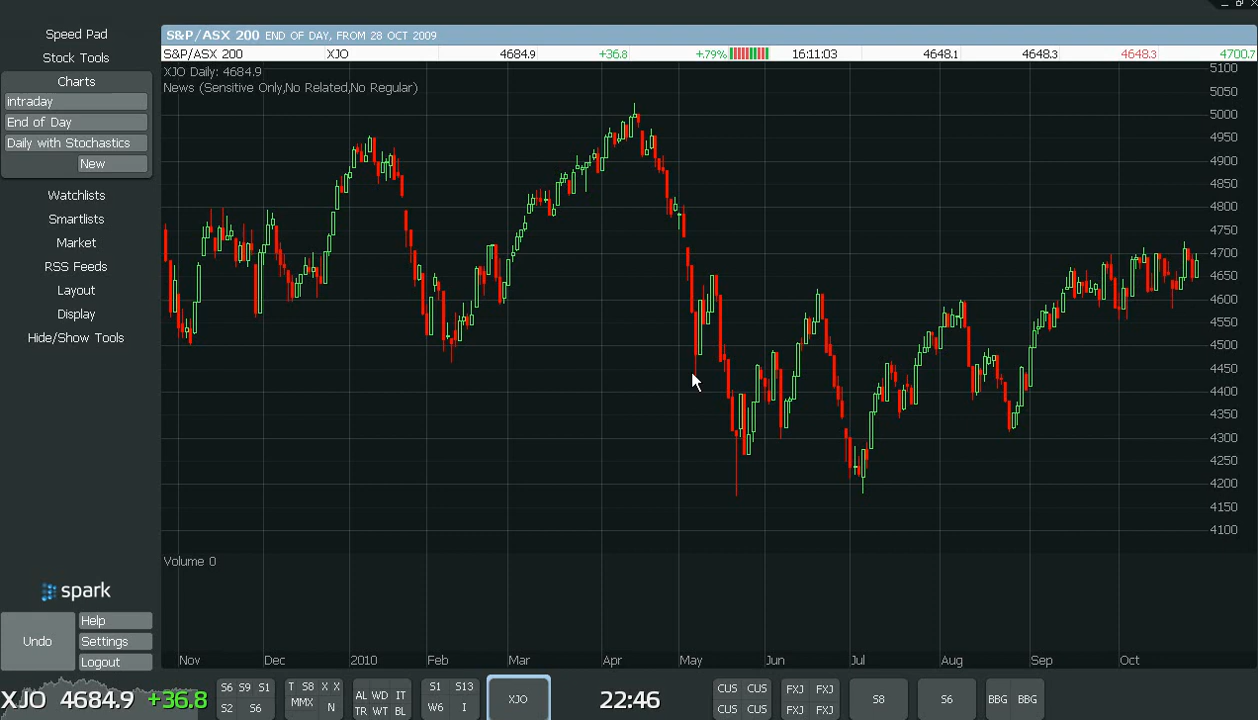 Speed Pad
Stock Tools
Charts
intraday
End of Day
Daily with Stochastics
New
Watchlists
Smartlists
Market
RSS Feeds
Layout
Display
Hide/Show Tools
S&P/ASX 200 END OF DAY, FROM 28 OCT 2009
S&P/ASX 200 XJO 4684.9 +36.8 +.79% 16:11:03 4648.1 4648.3 4648.3 4700.7
XJO Daily: 4684.9
News (Sensitive Only,No Related,No Regular)
5100
5050
5000
4950
4900
4850
4800
4750
4700
4650
4600
4550
4500
4450
4400
4350
4300
4250
4200
4150
4100
Volume 0
Nov Dec 2010 Feb Mar Apr May Jun Jul Aug Sep Oct
spark
Undo
Help
Settings
Logout
XJO 4684.9 +36.8
S6 S9 S1
S2 S6
T S8 X X
MMX N
AL WD IT
TR WT BL
S1 S13
W6 I
XJO
22:46
CUS CUS
CUS CUS
FXJ FXJ
FXJ FXJ
S8
S6
BBG BBG